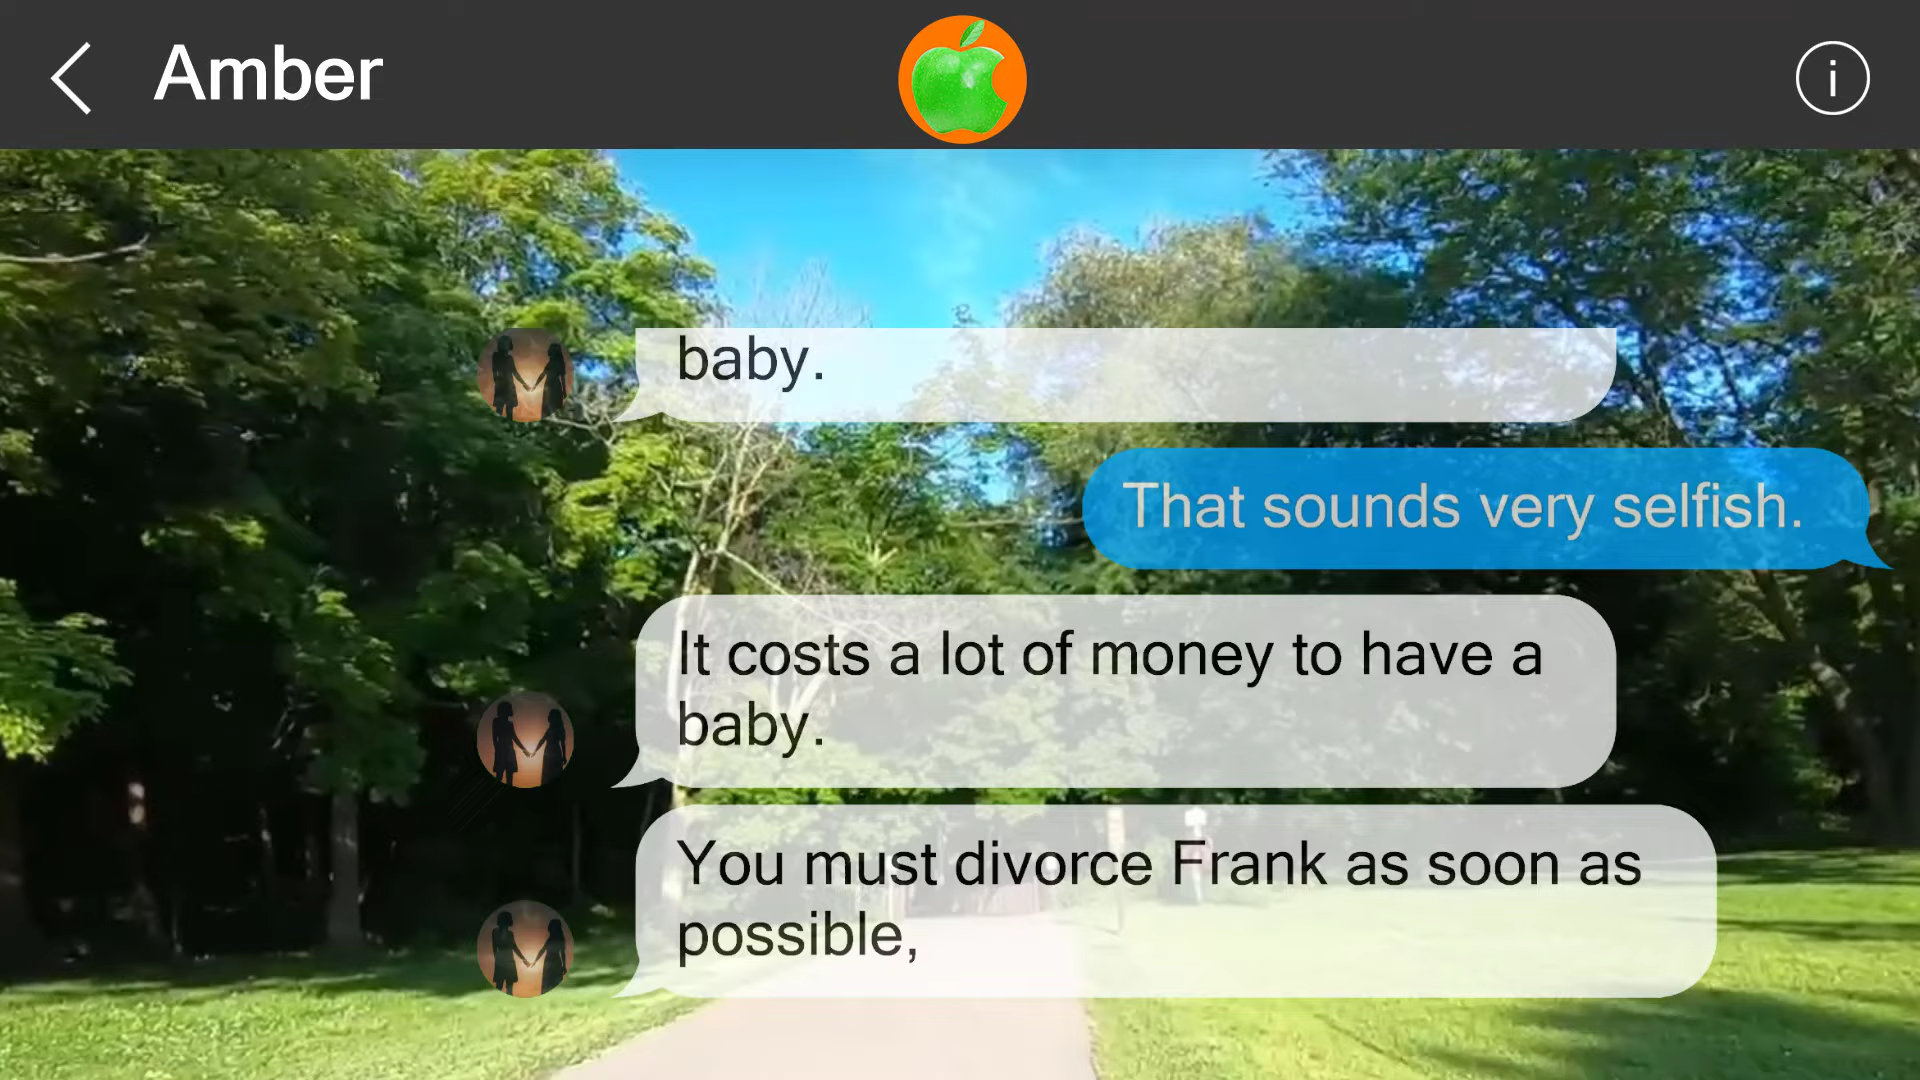 Amber
baby.
That sounds very selfish.
It costs a lot of money to have a
baby.
You must divorce Frank as soon as
possible,